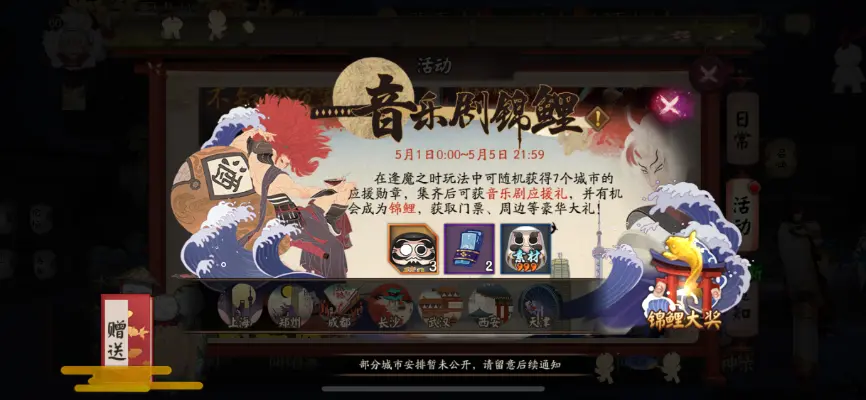 活动
音乐剧锦鲤
!
5月1日0:00~5月5日 21:59
在逢魔之时玩法中可随机获得7个城市的
应援勋章，集齐后可获音乐剧应援礼，并有机
会成为锦鲤，获取门票、周边等豪华大礼！
3
2
素材
999
日常
活动
上海
郑州
成都
长沙
武汉
西安
天津
锦鲤大奖
赠送
部分城市安排暂未公开，请留意后续通知